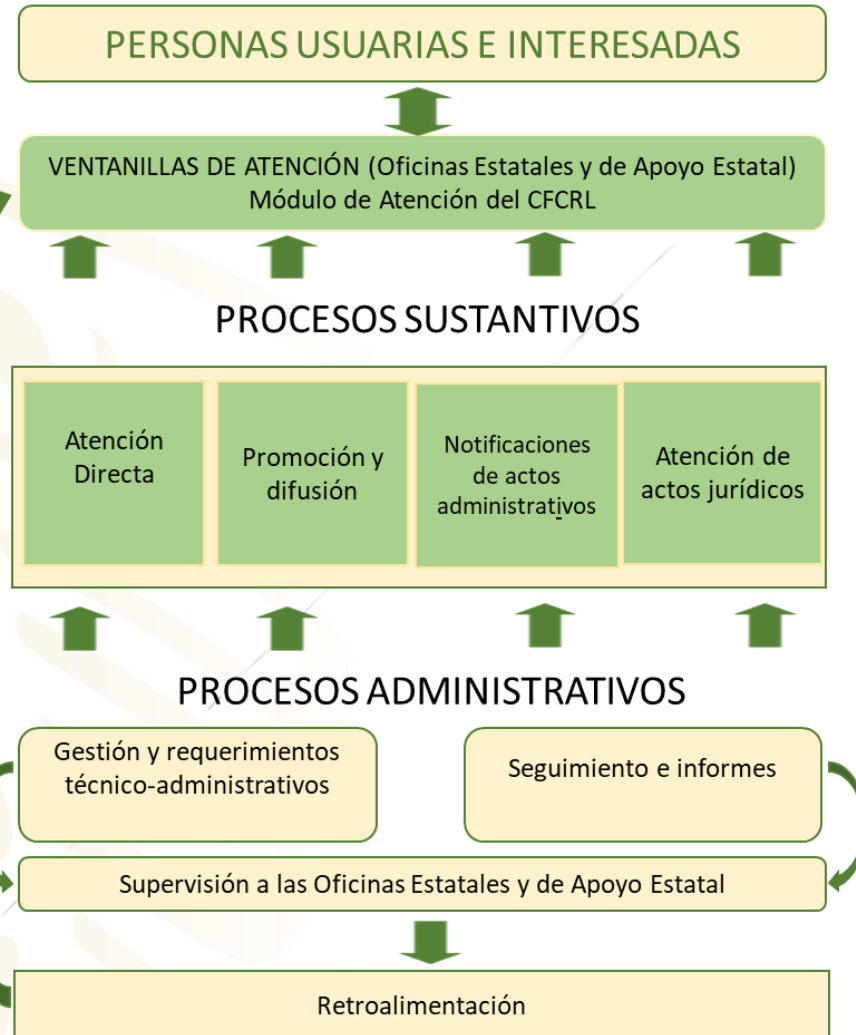 PERSONAS USUARIAS E INTERESADAS
VENTANILLAS DE ATENCIÓN (Oficinas Estatales y de Apoyo Estatal)
Módulo de Atención del CFCRL
PROCESOS SUSTANTIVOS
Atención
Directa
Promoción y
difusión
Notificaciones
de actos
administrativos
Atención de
actos jurídicos
PROCESOS ADMINISTRATIVOS
Gestión y requerimientos
técnico-administrativos
Seguimiento e informes
Supervisión a las Oficinas Estatales y de Apoyo Estatal
Retroalimentación